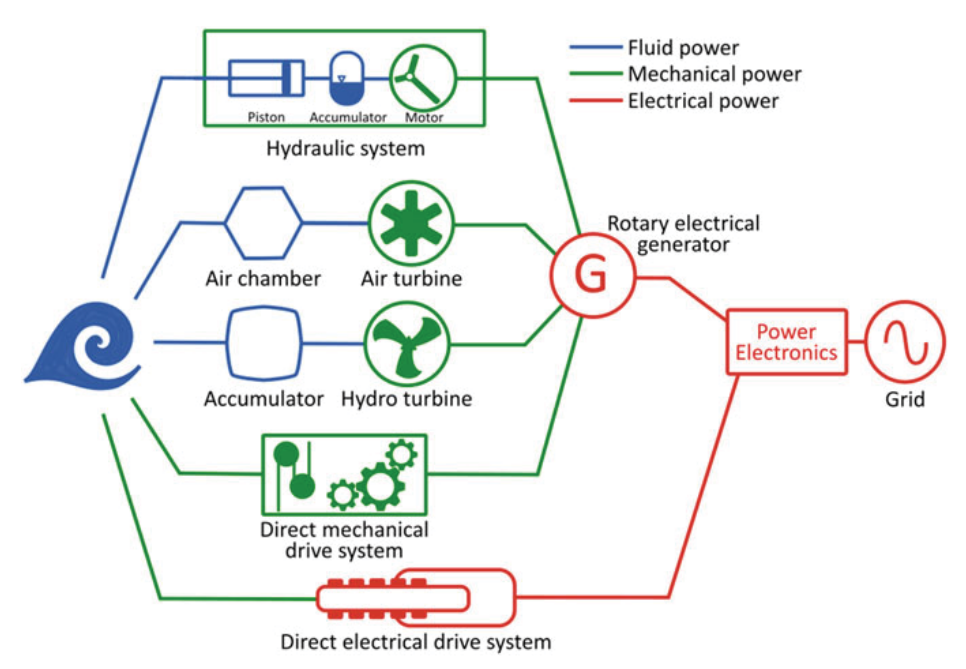 Fluid power
Mechanical power
Electrical power
Piston
Accumulator
Motor
Hydraulic system
Rotary electrical
generator
G
Air chamber
Air turbine
Power
Electronics
Accumulator
Hydro turbine
Grid
Direct mechanical
drive system
Direct electrical drive system